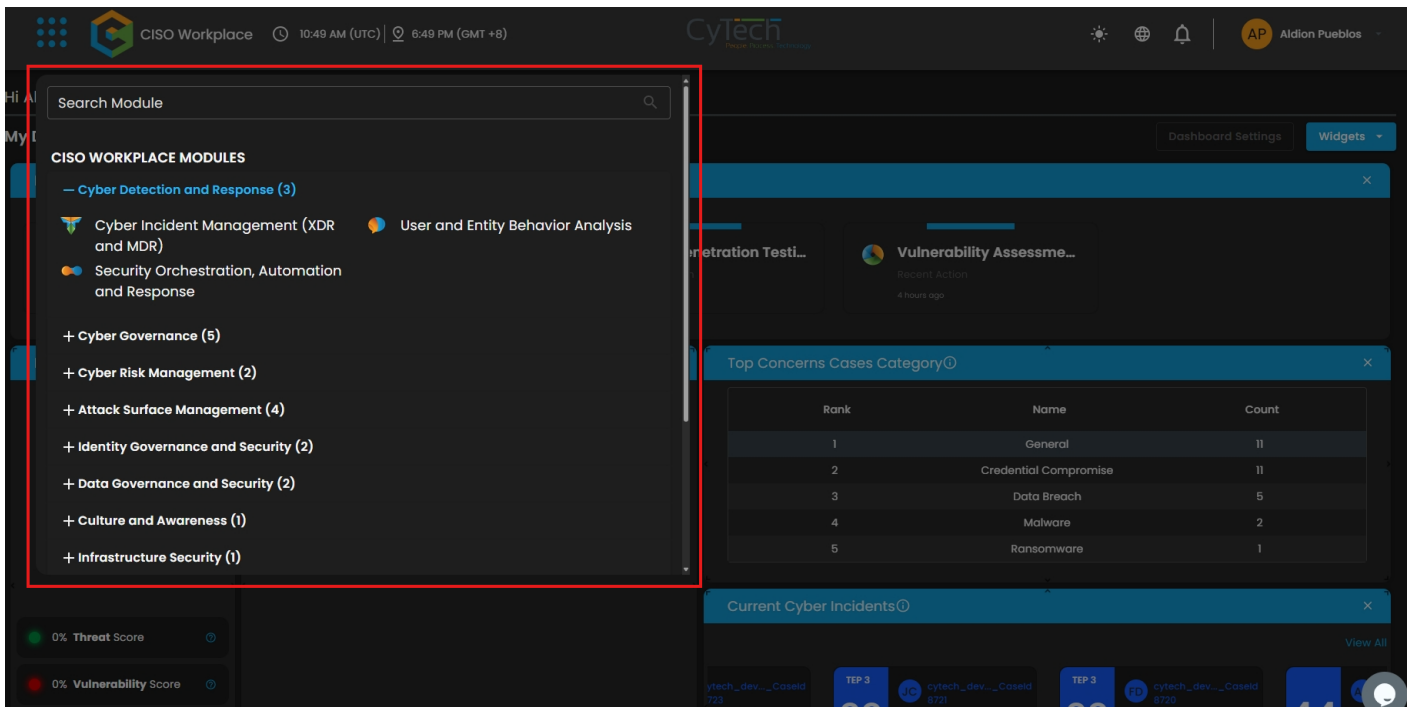 CISO Workplace 10:49 AM (UTC) 6:49 PM (GMT +8)
CyTech
AP Aldion Pueblos
Hi Al
My D
Dashboard Settings
Widgets
Search Module
CISO WORKPLACE MODULES
— Cyber Detection and Response (3)
Cyber Incident Management (XDR
and MDR)
User and Entity Behavior Analysis
Security Orchestration, Automation
and Response
+ Cyber Governance (5)
+ Cyber Risk Management (2)
+ Attack Surface Management (4)
+ Identity Governance and Security (2)
+ Data Governance and Security (2)
+ Culture and Awareness (1)
+ Infrastructure Security (1)
netration Testi...
Vulnerability Assessme...
Recent Action
4 hours ago
Top Concerns Cases Category
Rank Name Count
1 General 11
2 Credential Compromise 11
3 Data Breach 5
4 Malware 2
5 Ransomware 1
Current Cyber Incidents
View All
0% Threat Score
0% Vulnerability Score
ytech_dev..._CaseId
723
TEP 3
JC
cytech_dev..._CaseId
8721
TEP 3
FD
cytech_dev..._CaseId
8720